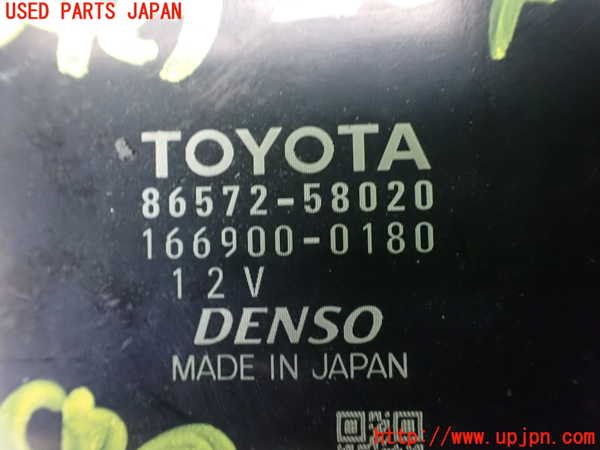 USED PARTS JAPAN
TOYOTA
86572-58020
166900-0180
12V
DENSO
MADE IN JAPAN
http://www.upjpn.com